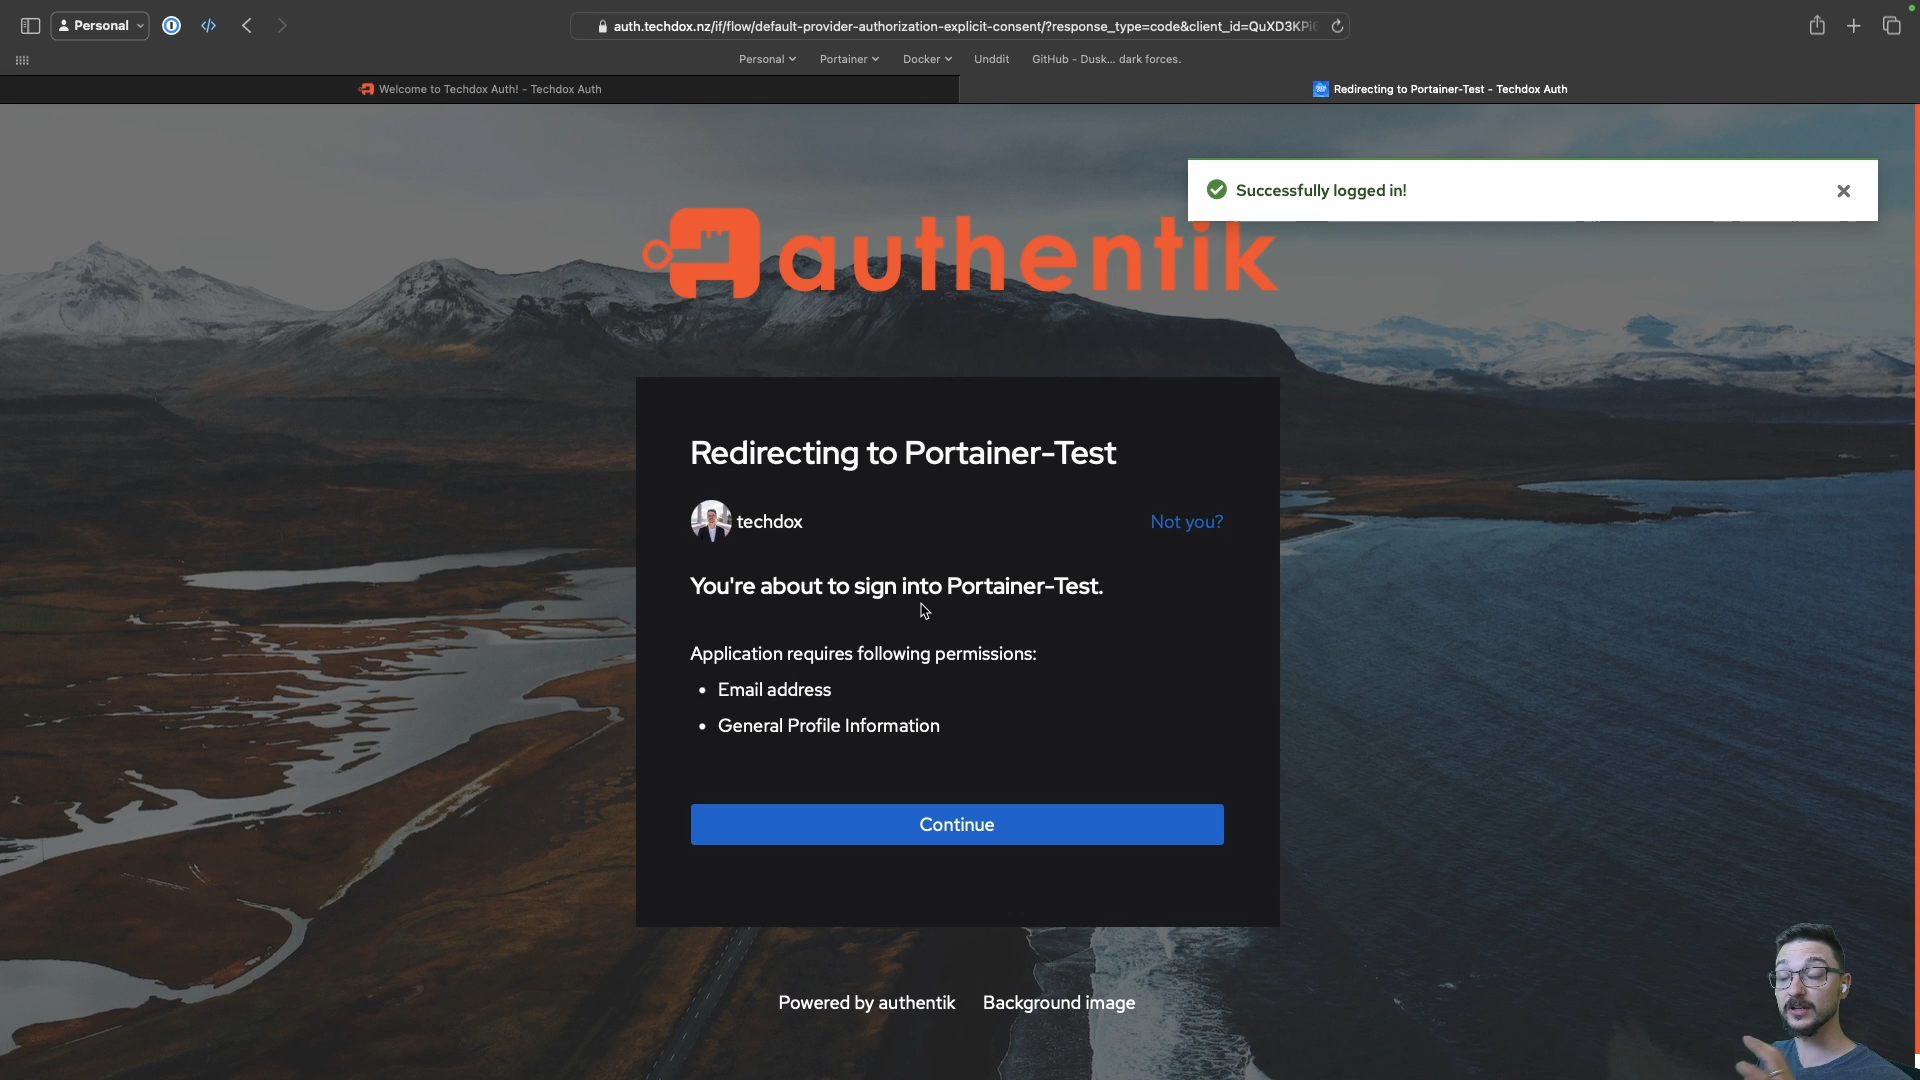 Personal
auth.techdox.nz/if/flow/default-provider-authorization-explicit-consent/?response_type=code&client_id=QuXD3KPi6
Personal
Portainer
Docker
Unddit
GitHub - Dusk... dark forces.
Welcome to Techdox Auth! - Techdox Auth
Redirecting to Portainer-Test - Techdox Auth
Successfully logged in!
authentik
Redirecting to Portainer-Test
techdox
Not you?
You're about to sign into Portainer-Test.
Application requires following permissions:
• Email address
• General Profile Information
Continue
Powered by authentik
Background image